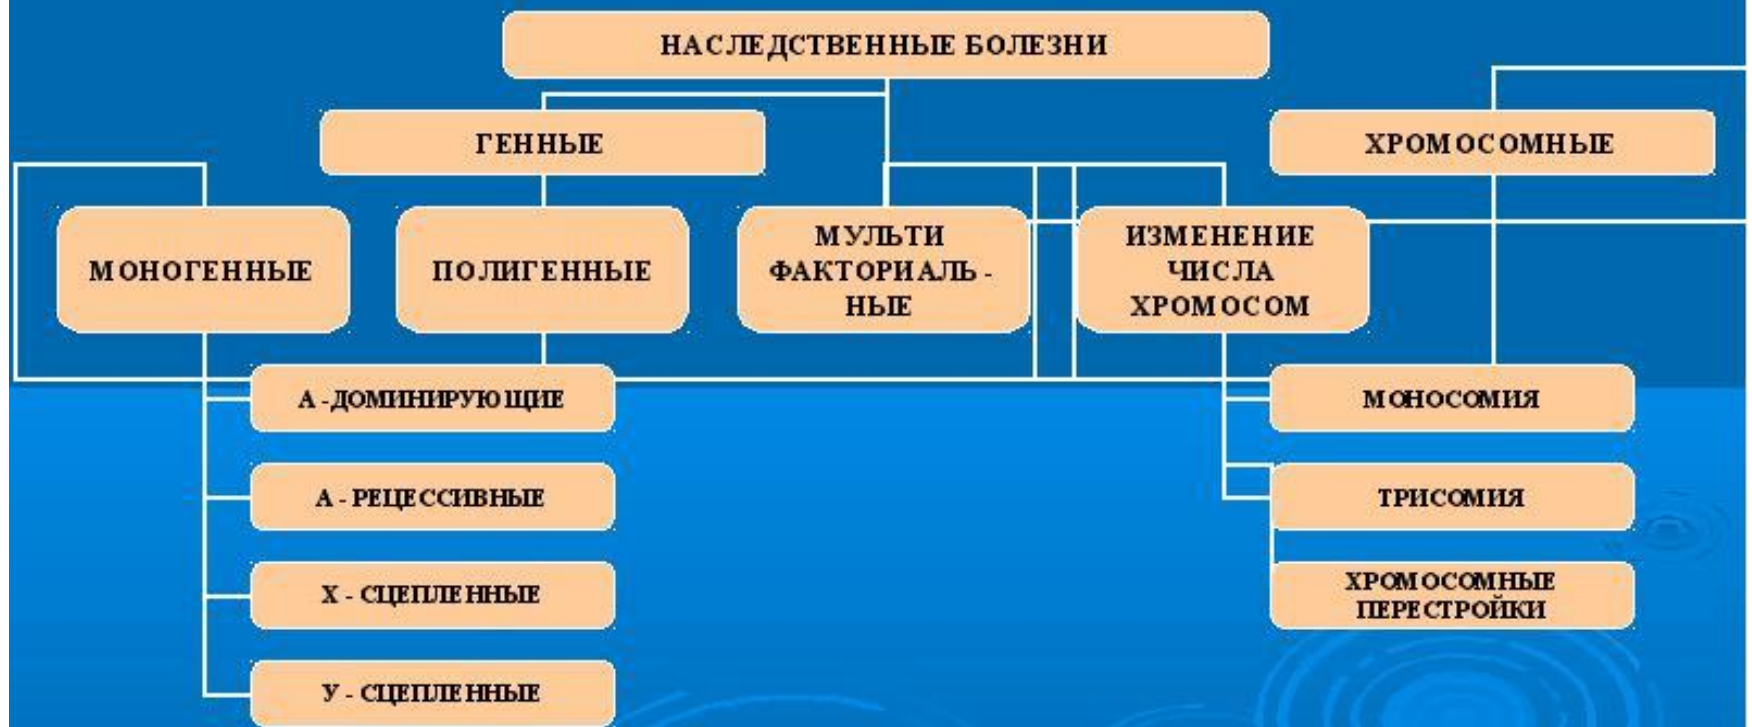 НАСЛЕДСТВЕННЫЕ БОЛЕЗНИ
ГЕННЫЕ
ХРОМОСОМНЫЕ
МОНОГЕННЫЕ
ПОЛИГЕННЫЕ
МУЛЬТИ
ФАКТОРИАЛЬ-
НЫЕ
ИЗМЕНЕНИЕ
ЧИСЛА
ХРОМОСОМ
А - ДОМИНИРУЮЩИЕ
МОНОСОМИЯ
А - РЕЦЕССИВНЫЕ
ТРИСОМИЯ
Х - СЦЕПЛЕННЫЕ
ХРОМОСОМНЫЕ
ПЕРЕСТРОЙКИ
У - СЦЕПЛЕННЫЕ